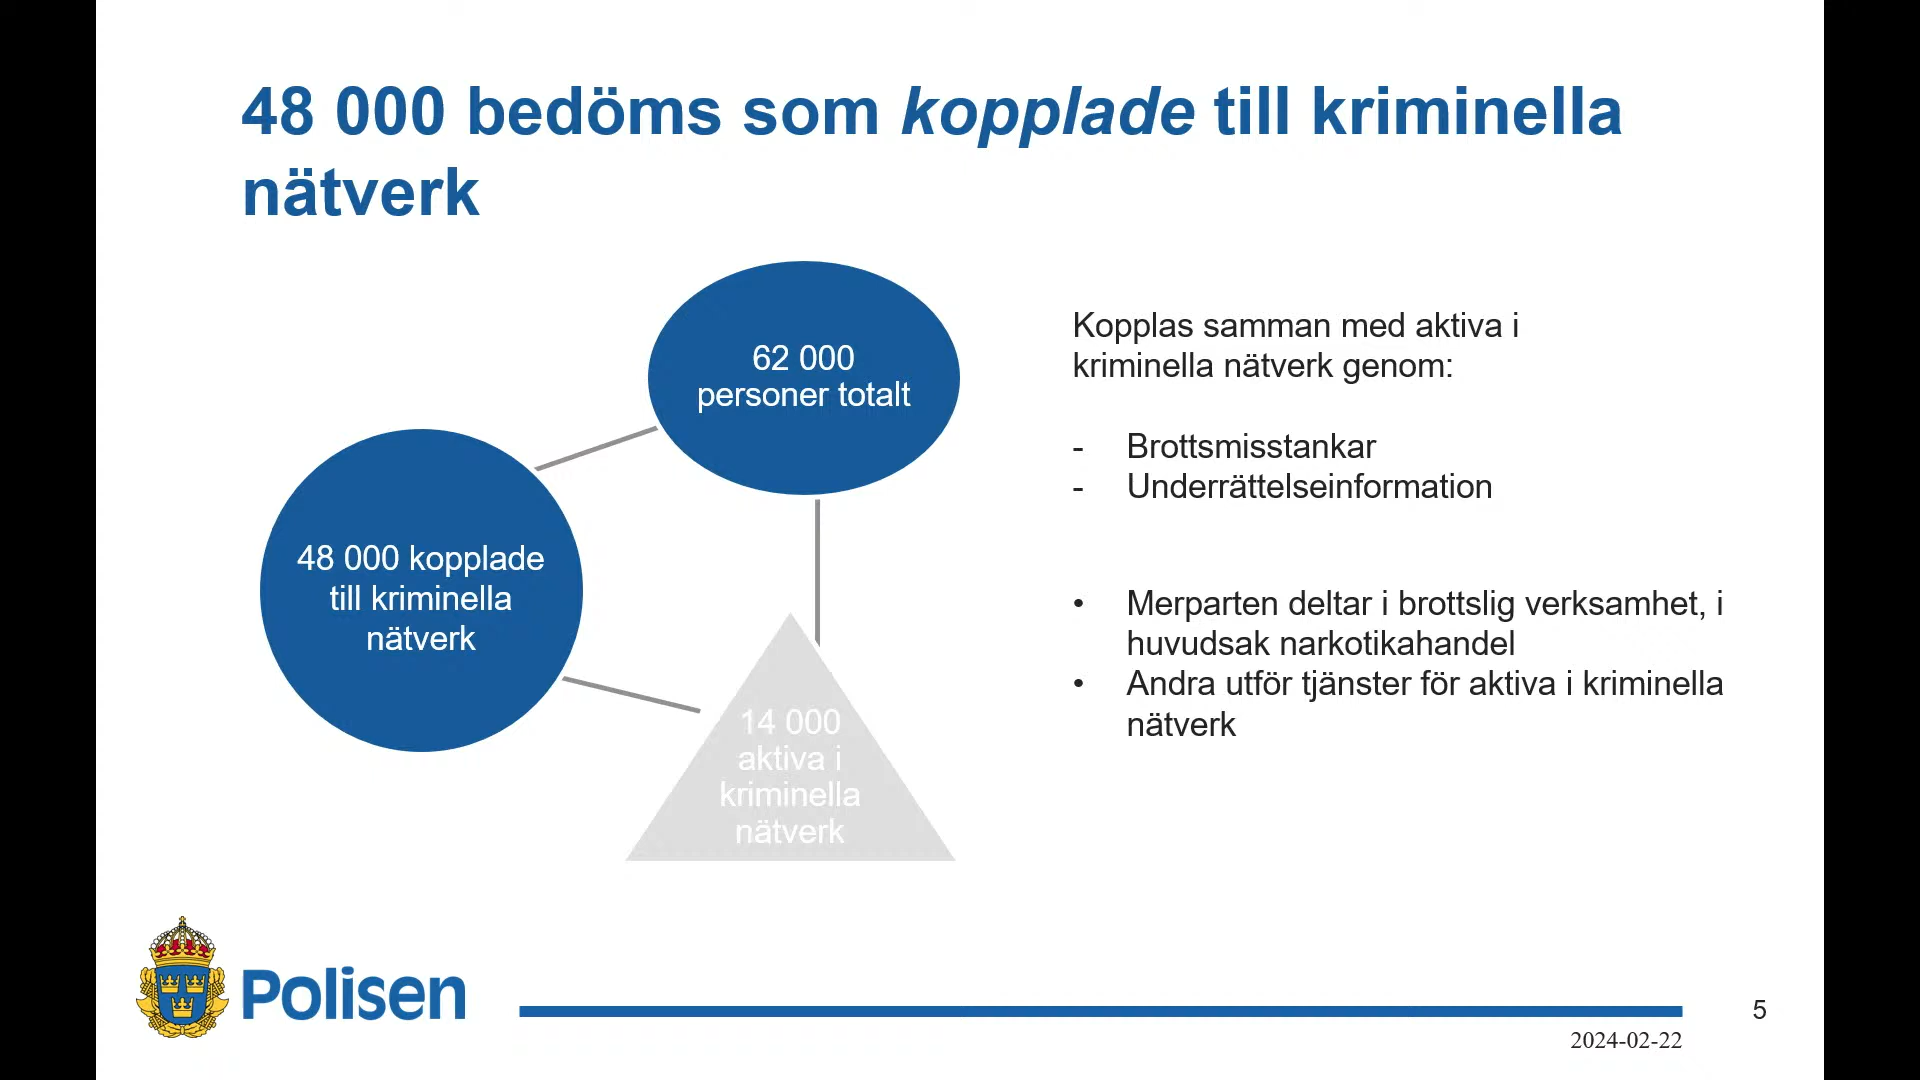 48 000 bedöms som kopplade till kriminella
nätverk
62 000
personer totalt
48 000 kopplade
till kriminella
nätverk
14 000
aktiva i
kriminella
nätverk
Kopplas samman med aktiva i
kriminella nätverk genom:
- Brottsmisstankar
- Underrättelseinformation
• Merparten deltar i brottslig verksamhet, i
huvudsak narkotikahandel
• Andra utför tjänster för aktiva i kriminella
nätverk
Polisen
5
2024-02-22